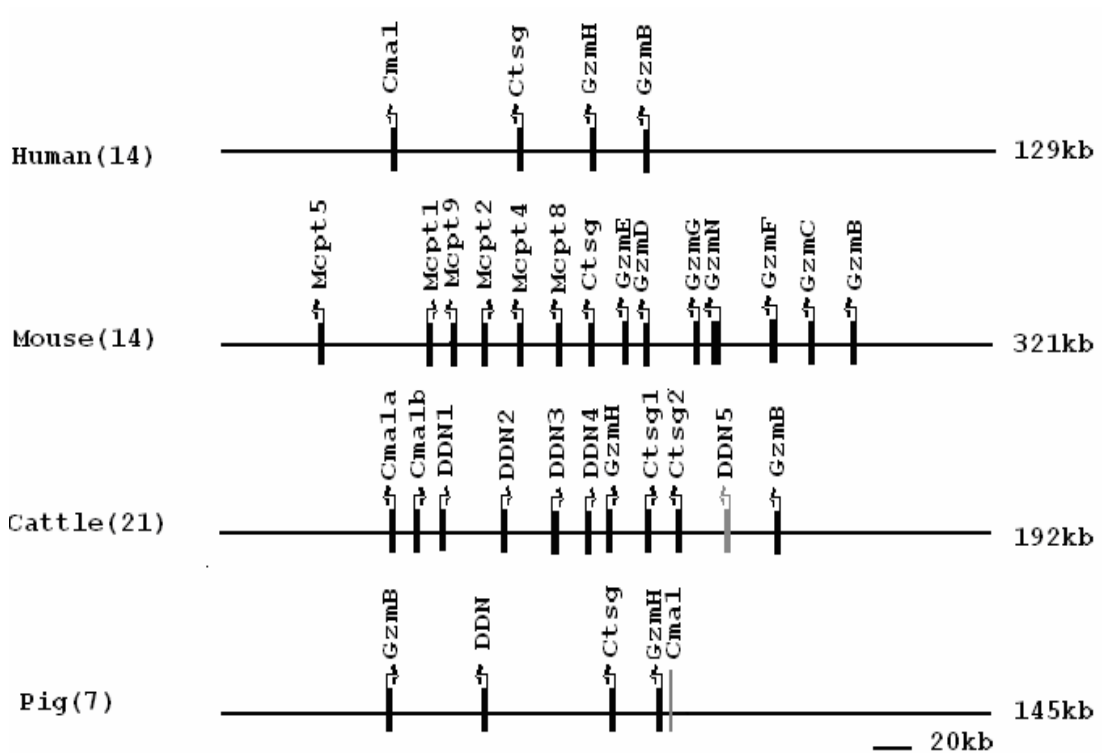 Cma1 Ctsg GzmH GzmB
Human(14) 129kb
Mcpt5 Mcpt1 Mcpt9 Mcpt2 Mcpt4 Mcpt8 Ctsg GzmE GzmD GzmG GzmN GzmF GzmC GzmB
Mouse(14) 321kb
Cma1a Cma1b DDN1 DDN2 DDN3 DDN4 GzmH Ctsg1 Ctsg2 DDN5 GzmB
Cattle(21) 192kb
GzmB DDN Ctsg GzmH Cma1
Pig(7) 145kb
20kb